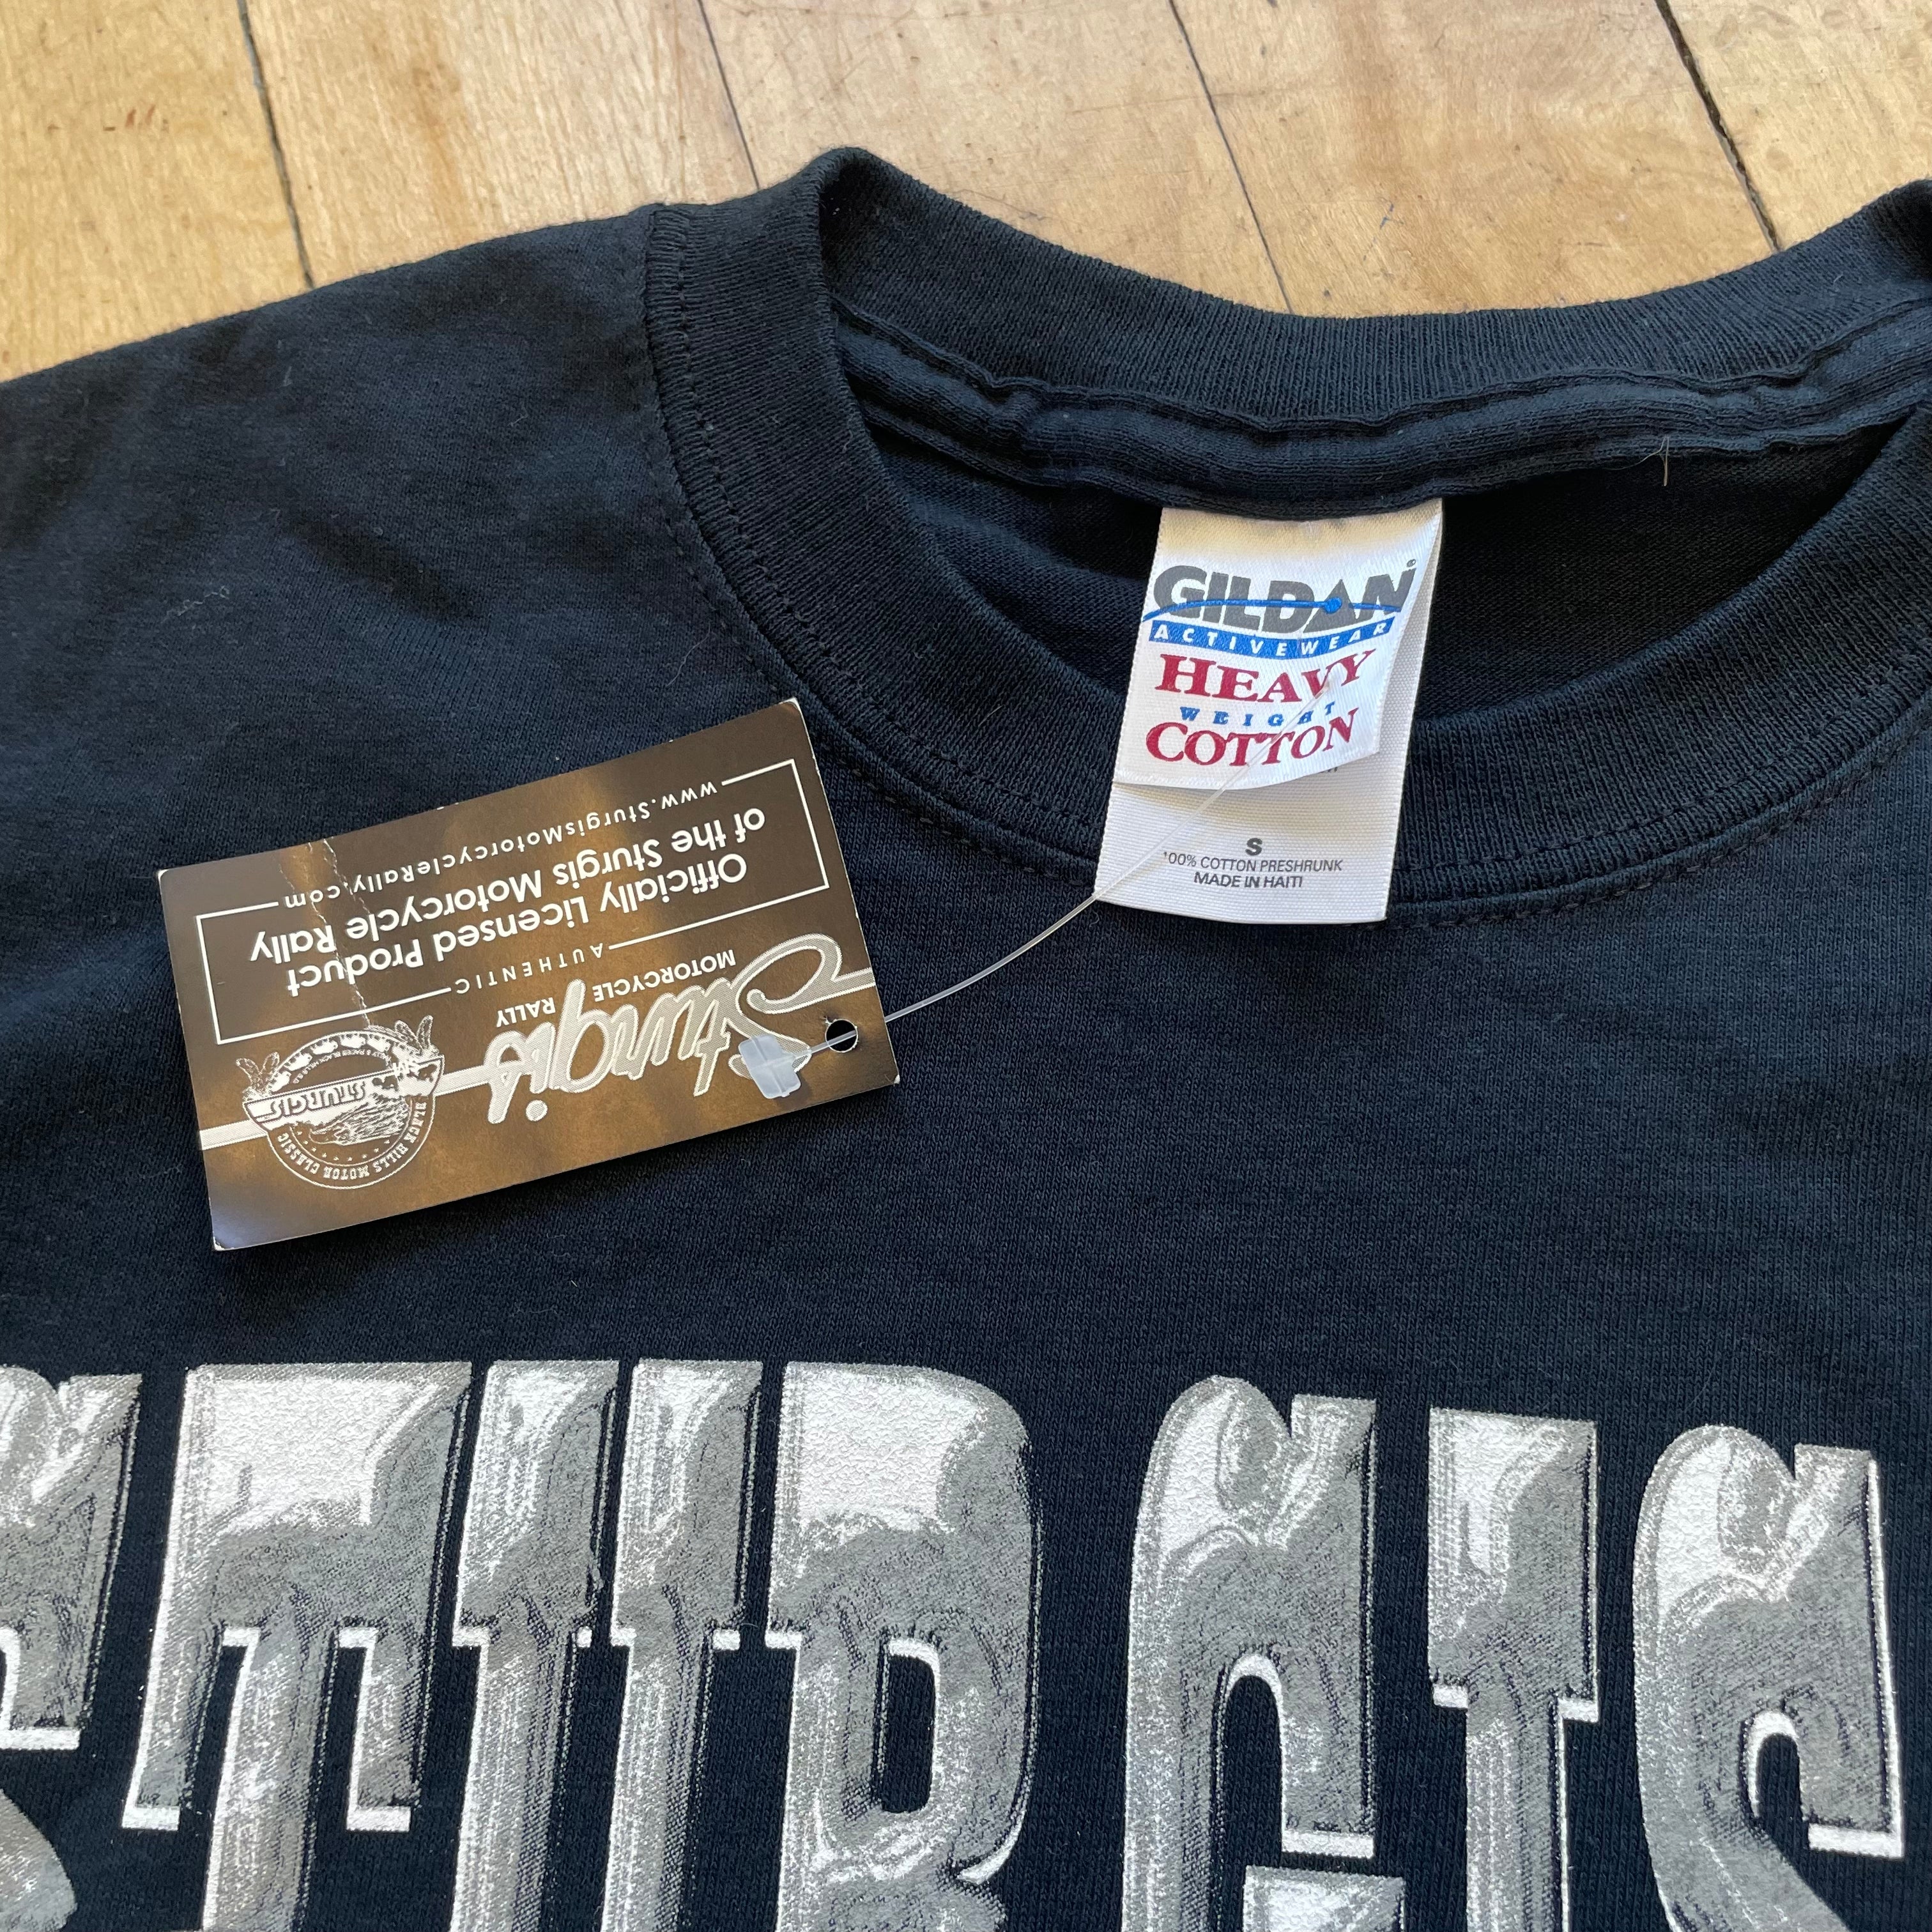 GILDAN®
ACTIVEWEAR
HEAVY
WEIGHT
COTTON
S
100% COTTON PRESHRUNK
MADE IN HAITI
BLACK HILLS MOTOR CLASSIC
STURGIS
Sturgis
MOTORCYCLE RALLY
AUTHENTIC
Officially Licensed Product
of the Sturgis Motorcycle Rally
www.SturgisMotorcycleRally.com
STURGIS